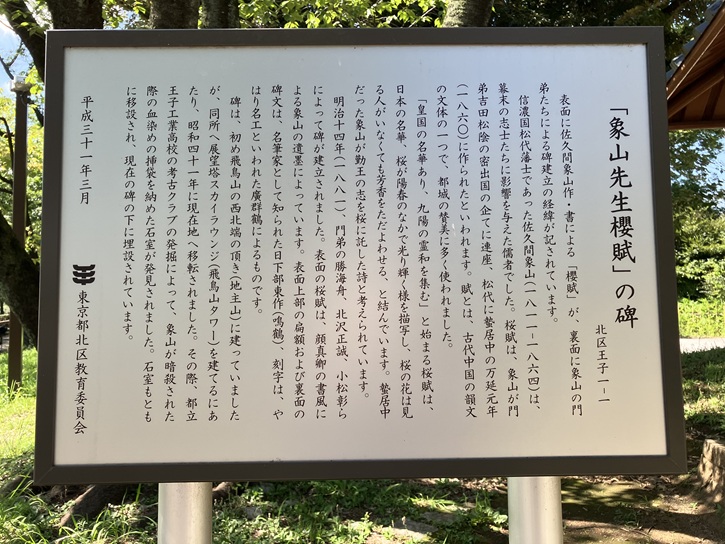 「象山先生櫻賦」の碑
北区王子一−一
表面に佐久間象山作・書による「櫻賦」が、裏面に象山の門
弟たちによる碑建立の経緯が記されています。
信濃国松代藩士であった佐久間象山(一八一一−一八六四)は、
幕末の志士たちに影響を与えた儒者でした。桜賦は、象山が門
弟吉田松陰の密出国の企てに連座、松代に蟄居中の万延元年
(一八六〇)に作られたといわれます。賦とは、古代中国の韻文
の文体の一つで、都城の賛美に多く使われました。
「皇国の名華あり、九陽の霊和を集む」と始まる桜賦は、
日本の名華、桜が陽春のなかで光り輝く様を描写し、桜の花は見
る人がいなくても芳香をただよわせる、と結んでいます。蟄居中
だった象山が勤王の志を桜に託した詩と考えられています。
明治十四年(一八八一)、門弟の勝海舟、北沢正誠、小松彰ら
によって碑が建立されました。表面の桜賦は、顔真卿の書風に
よる象山の遺墨によっています。表面上部の扁額および裏面の
碑文は、名筆家として知られた日下部東作(鳴鶴)、刻字は、や
はり名工といわれた廣群鶴によるものです。
碑は、初め飛鳥山の西北端の頂き(地主山)に建っていました
が、同所へ展望塔スカイラウンジ(飛鳥山タワー)を建てるにあ
たり、昭和四十一年に現在地へ移転されました。その際、都立
王子工業高校の考古クラブの発掘によって、象山が暗殺された
際の血染めの挿袋を納めた石室が発見されました。石室もとも
に移設され、現在の碑の下に埋設されています。
平成三十一年三月
東京都北区教育委員会